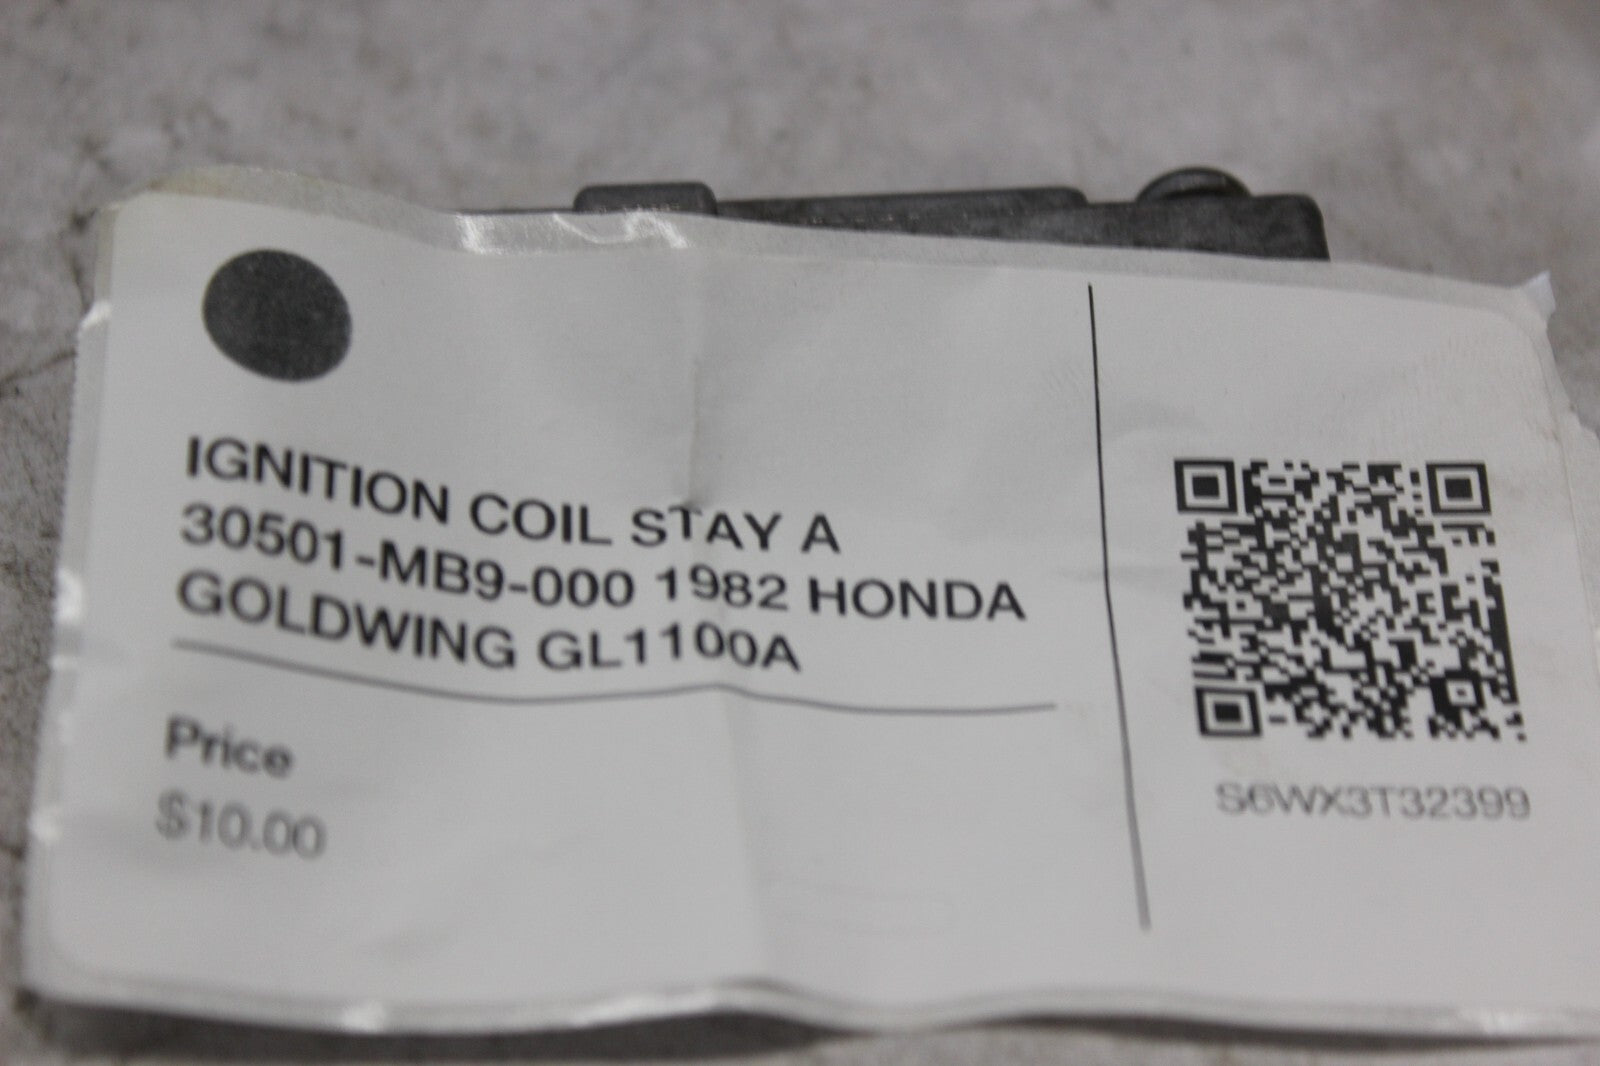 IGNITION COIL STAY A
30501-MB9-000 1982 HONDA
GOLDWING GL1100A
Price
$10.00
S6WX3T32399